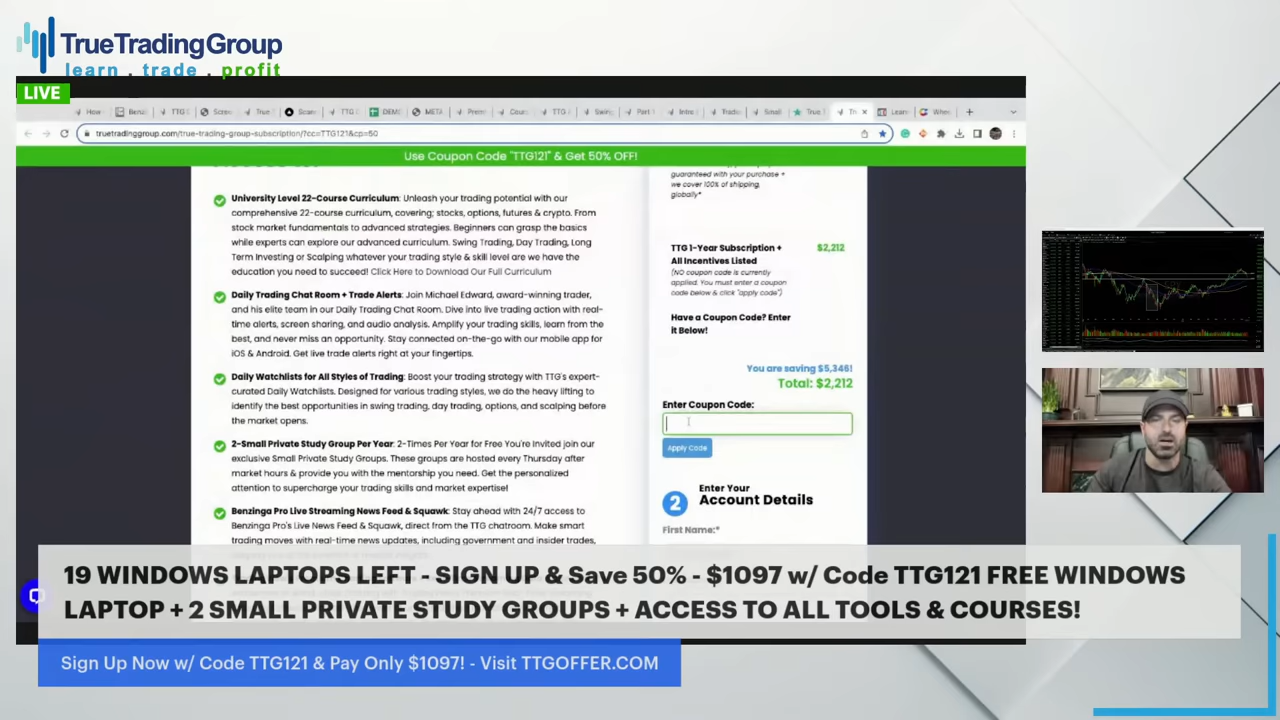 TrueTradingGroup
learn . trade . profit
LIVE
TTG
META
Swing
Part
Intro
Small
Learn
When
truetradinggroup.com/true-trading-group-subscription/?cc=TTG121&cp=50
Use Coupon Code "TTG121" & Get 50% OFF!
University Level 22-Course Curriculum: Unleash your trading potential with our
comprehensive 22-course curriculum, covering; stocks, options, futures & crypto. From
stock market fundamentals to advanced strategies. Beginners can grasp the basics
while experts can explore our advanced curriculum. Swing Trading, Day Trading, Long
Term Investing or Scalping whatever your trading style & skill level are we have the
education you need to succeed! Click Here to Download Our Full Curriculum
Daily Trading Chat Room + Trade Alerts: Join Michael Edward, award-winning trader,
and his elite team in our Daily Trading Chat Room. Dive into live trading action with real-
time alerts, screen sharing, and audio analysis. Amplify your trading skills, learn from the
best, and never miss an opportunity. Stay connected on-the-go with our mobile app for
iOS & Android. Get live trade alerts right at your fingertips.
Daily Watchlists for All Styles of Trading: Boost your trading strategy with TTG's expert-
curated Daily Watchlists. Designed for various trading styles, we do the heavy lifting to
identify the best opportunities in swing trading, day trading, options, and scalping before
the market opens.
2-Small Private Study Group Per Year: 2-Times Per Year for Free You're Invited join our
exclusive Small Private Study Groups. These groups are hosted every Thursday after
market hours & provide you with the mentorship you need. Get the personalized
attention to supercharge your trading skills and market expertise!
Benzinga Pro Live Streaming News Feed & Squawk: Stay ahead with 24/7 access to
Benzinga Pro's Live News Feed & Squawk, direct from the TTG chatroom. Make smart
trading moves with real-time news updates, including government and insider trades,
guaranteed with your purchase +
we cover 100% of shipping,
globally*
TTG 1-Year Subscription +
All Incentives Listed
$2,212
(NO coupon code is currently
applied. You must enter a coupon
code below & click "apply code")
Have a Coupon Code? Enter
it Below!
You are saving $5,346!
Total: $2,212
Enter Coupon Code:
Apply Code
2
Enter Your
Account Details
First Name:*
19 WINDOWS LAPTOPS LEFT - SIGN UP & Save 50% - $1097 w/ Code TTG121 FREE WINDOWS
LAPTOP + 2 SMALL PRIVATE STUDY GROUPS + ACCESS TO ALL TOOLS & COURSES!
Sign Up Now w/ Code TTG121 & Pay Only $1097! - Visit TTGOFFER.COM